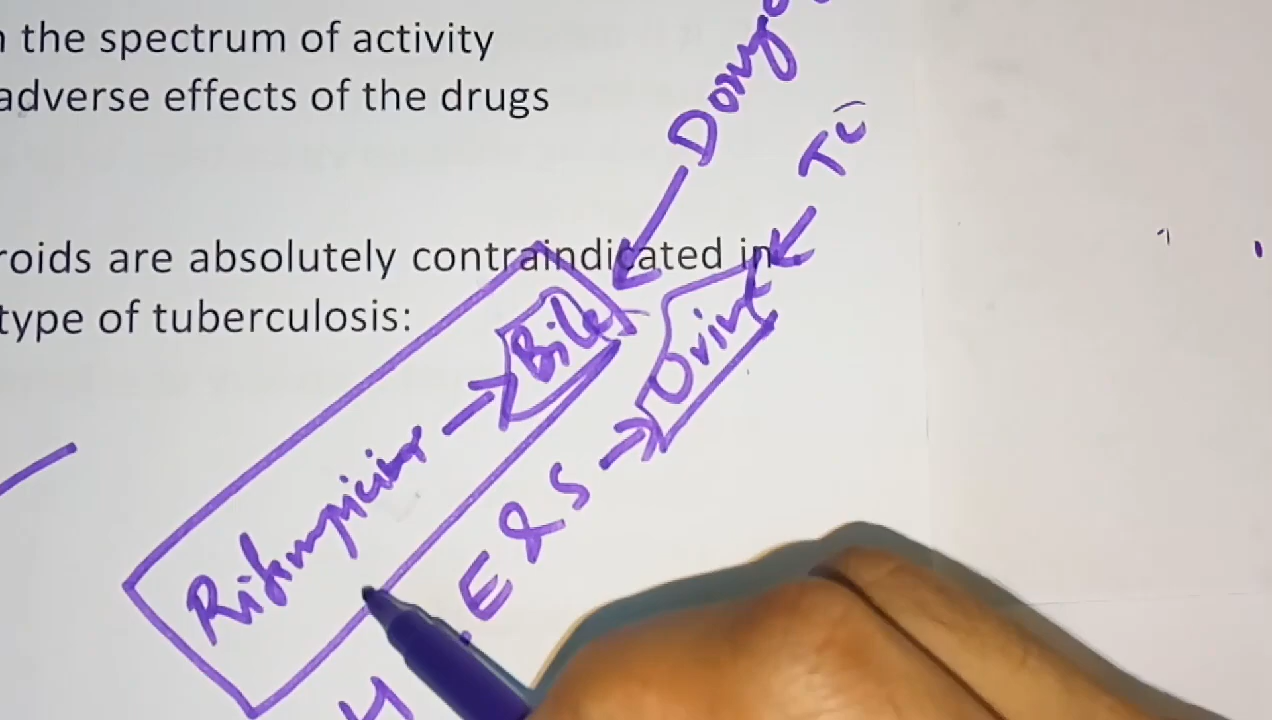 the spectrum of activity
adverse effects of the drugs
roids are absolutely contraindicated in
type of tuberculosis:
Rifampicin → Bile ←
E & S → Urine ←
H